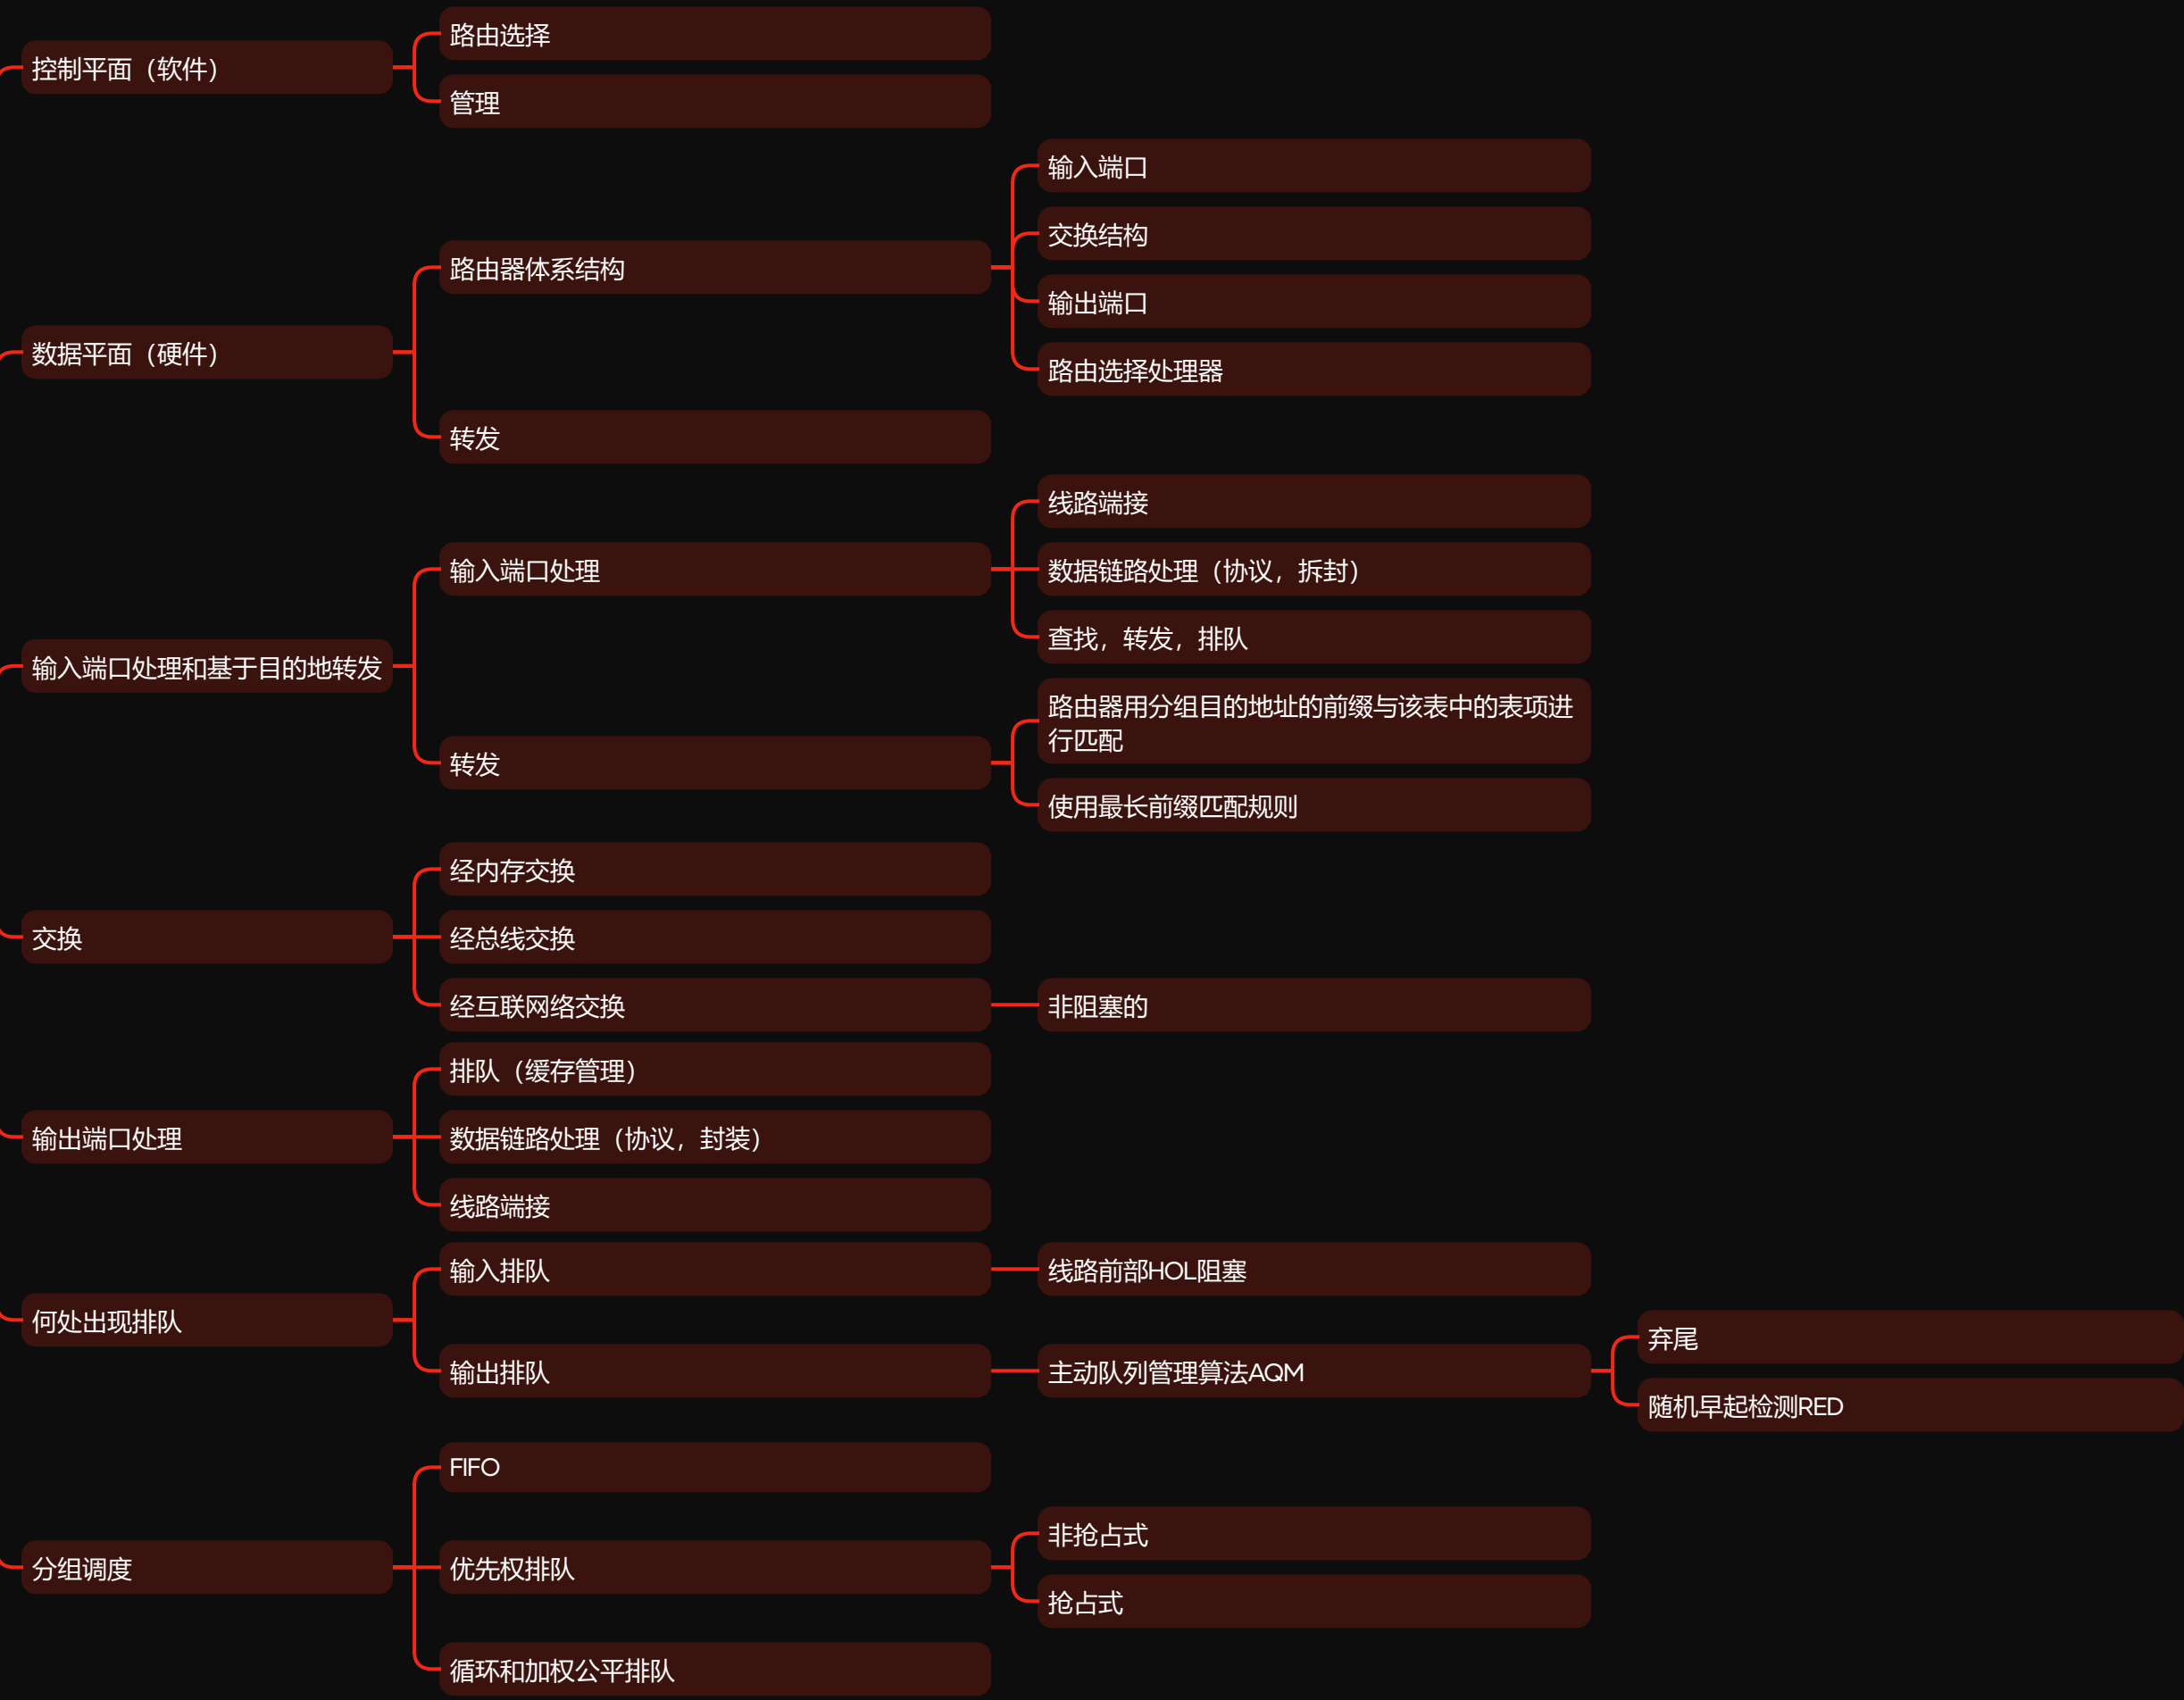 控制平面（软件）
路由选择
管理
数据平面（硬件）
路由器体系结构
输入端口
交换结构
输出端口
路由选择处理器
转发
输入端口处理和基于目的地转发
输入端口处理
线路端接
数据链路处理（协议，拆封）
查找，转发，排队
转发
路由器用分组目的地址的前缀与该表中的表项进
行匹配
使用最长前缀匹配规则
交换
经内存交换
经总线交换
经互联网络交换
非阻塞的
输出端口处理
排队（缓存管理）
数据链路处理（协议，封装）
线路端接
何处出现排队
输入排队
线路前部HOL阻塞
输出排队
主动队列管理算法AQM
弃尾
随机早起检测RED
分组调度
FIFO
优先权排队
非抢占式
抢占式
循环和加权公平排队